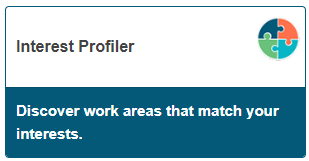 Interest Profiler
Discover work areas that match your
interests.